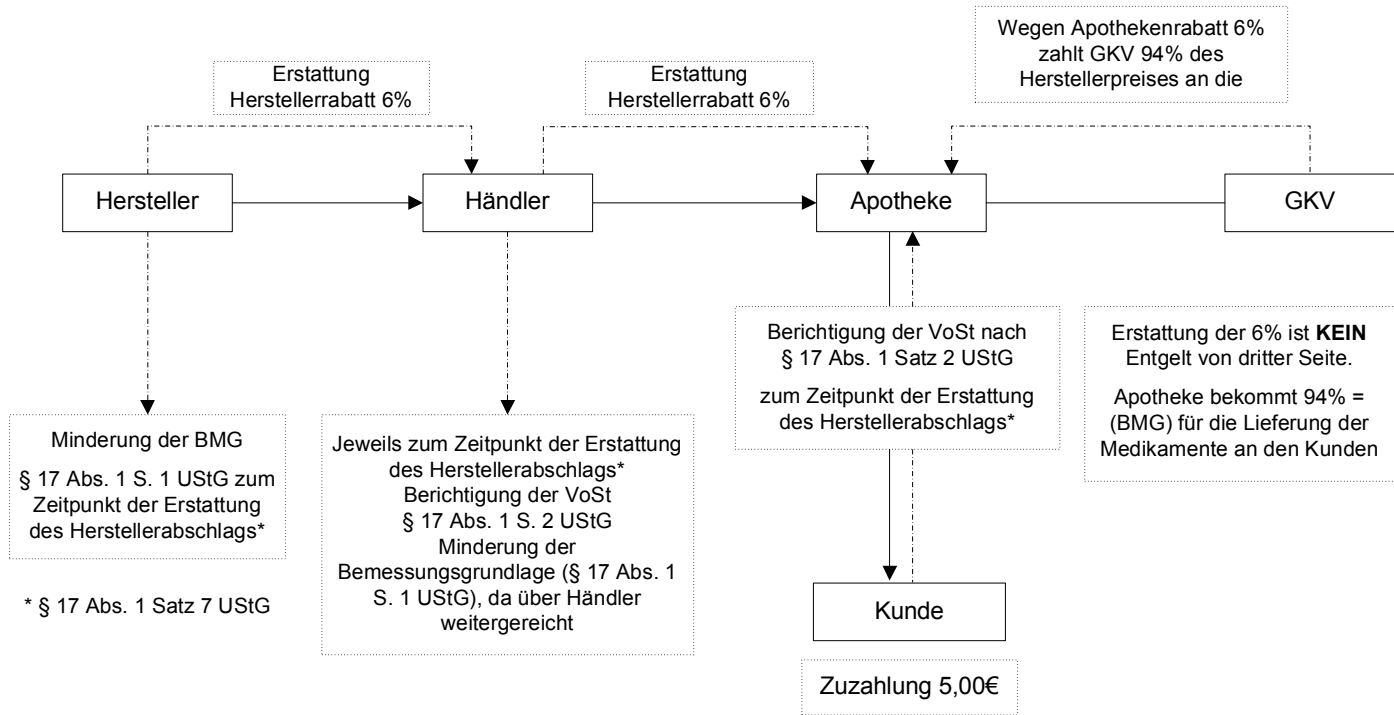 Wegen Apothekenrabatt 6%
zahlt GKV 94% des
Herstellerpreises an die
Erstattung
Herstellerrabatt 6%
Erstattung
Herstellerrabatt 6%
Hersteller
Händler
Apotheke
GKV
Berichtigung der VoSt nach
§ 17 Abs. 1 Satz 2 UStG
zum Zeitpunkt der Erstattung
des Herstellerabschlags*
Erstattung der 6% ist KEIN
Entgelt von dritter Seite.
Apotheke bekommt 94% =
(BMG) für die Lieferung der
Medikamente an den Kunden
Minderung der BMG
§ 17 Abs. 1 S. 1 UStG zum
Zeitpunkt der Erstattung
des Herstellerabschlags*
Jeweils zum Zeitpunkt der Erstattung
des Herstellerabschlags*
Berichtigung der VoSt
§ 17 Abs. 1 S. 2 UStG
Minderung der
Bemessungsgrundlage (§ 17 Abs. 1
S. 1 UStG), da über Händler
weitergereicht
* § 17 Abs. 1 Satz 7 UStG
Kunde
Zuzahlung 5,00€